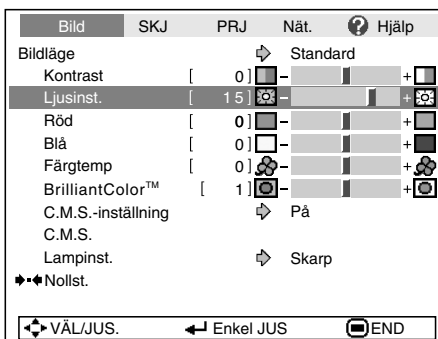 Bild SKJ PRJ Nät. ? Hjälp
Bildläge Standard
Kontrast [ 0 ] – +
Ljusinst. [ 15 ] – +
Röd [ 0 ] – +
Blå [ 0 ] – +
Färgtemp [ 0 ] – +
BrilliantColor™ [ 1 ] – +
C.M.S.-inställning På
C.M.S.
Lampinst. Skarp
Nollst.
VÄL/JUS. Enkel JUS END